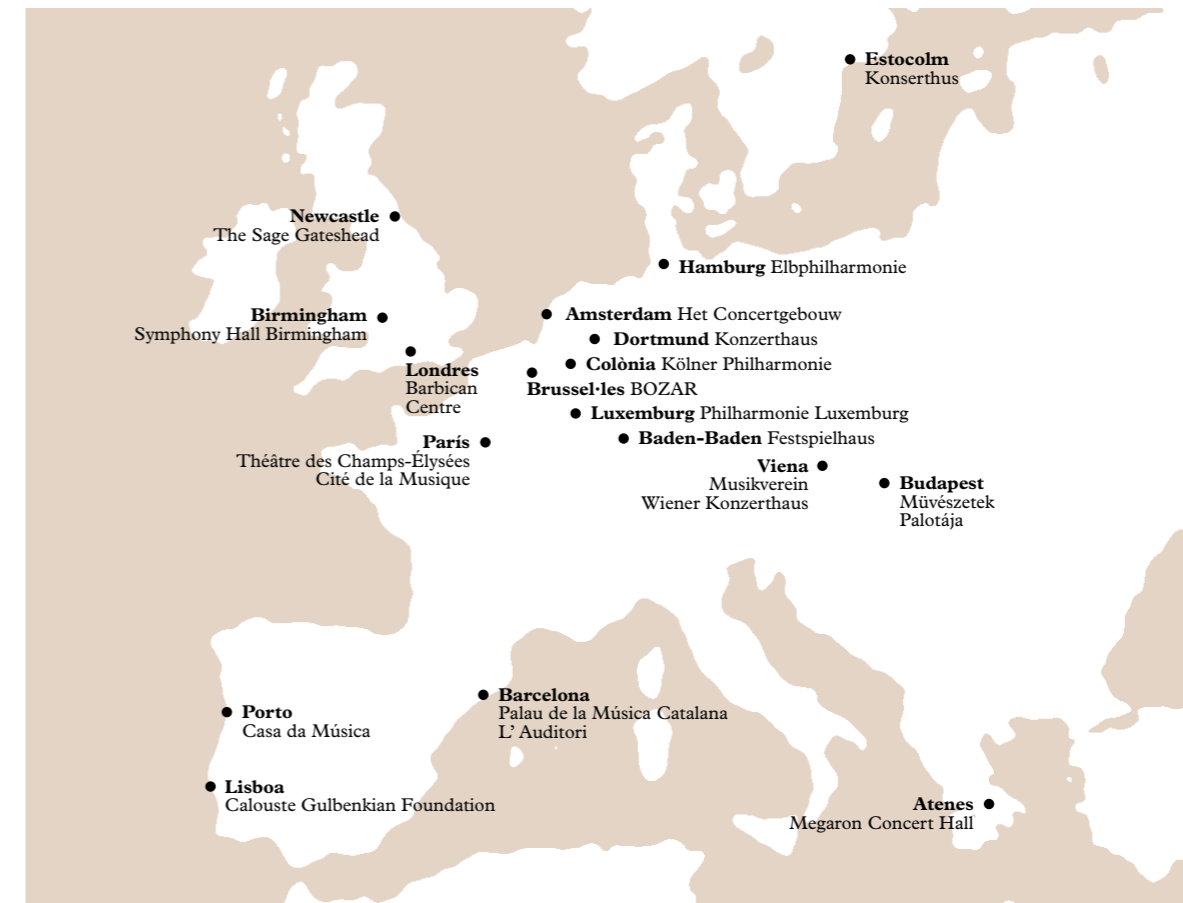 Estocolm
Konserthus
Newcastle
The Sage Gateshead
Hamburg Elbphilharmonie
Birmingham
Symphony Hall Birmingham
Amsterdam Het Concertgebouw
Dortmund Konzerthaus
Londres
Barbican
Centre
Colònia Kölner Philharmonie
Brussel·les BOZAR
Luxemburg Philharmonie Luxemburg
París
Théâtre des Champs-Élysées
Cité de la Musique
Baden-Baden Festspielhaus
Viena
Musikverein
Wiener Konzerthaus
Budapest
Müvészetek
Palotája
Barcelona
Palau de la Música Catalana
L’ Auditori
Porto
Casa da Música
Lisboa
Calouste Gulbenkian Foundation
Atenes
Megaron Concert Hall